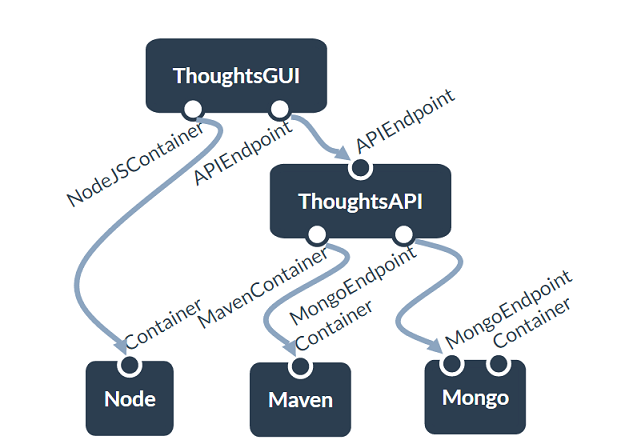 ThoughtsGUI
NodeJSContainer
APIEndpoint
APIEndpoint
ThoughtsAPI
MavenContainer
MongoEndpoint
Container
Container
MongoEndpoint
Container
Node
Maven
Mongo